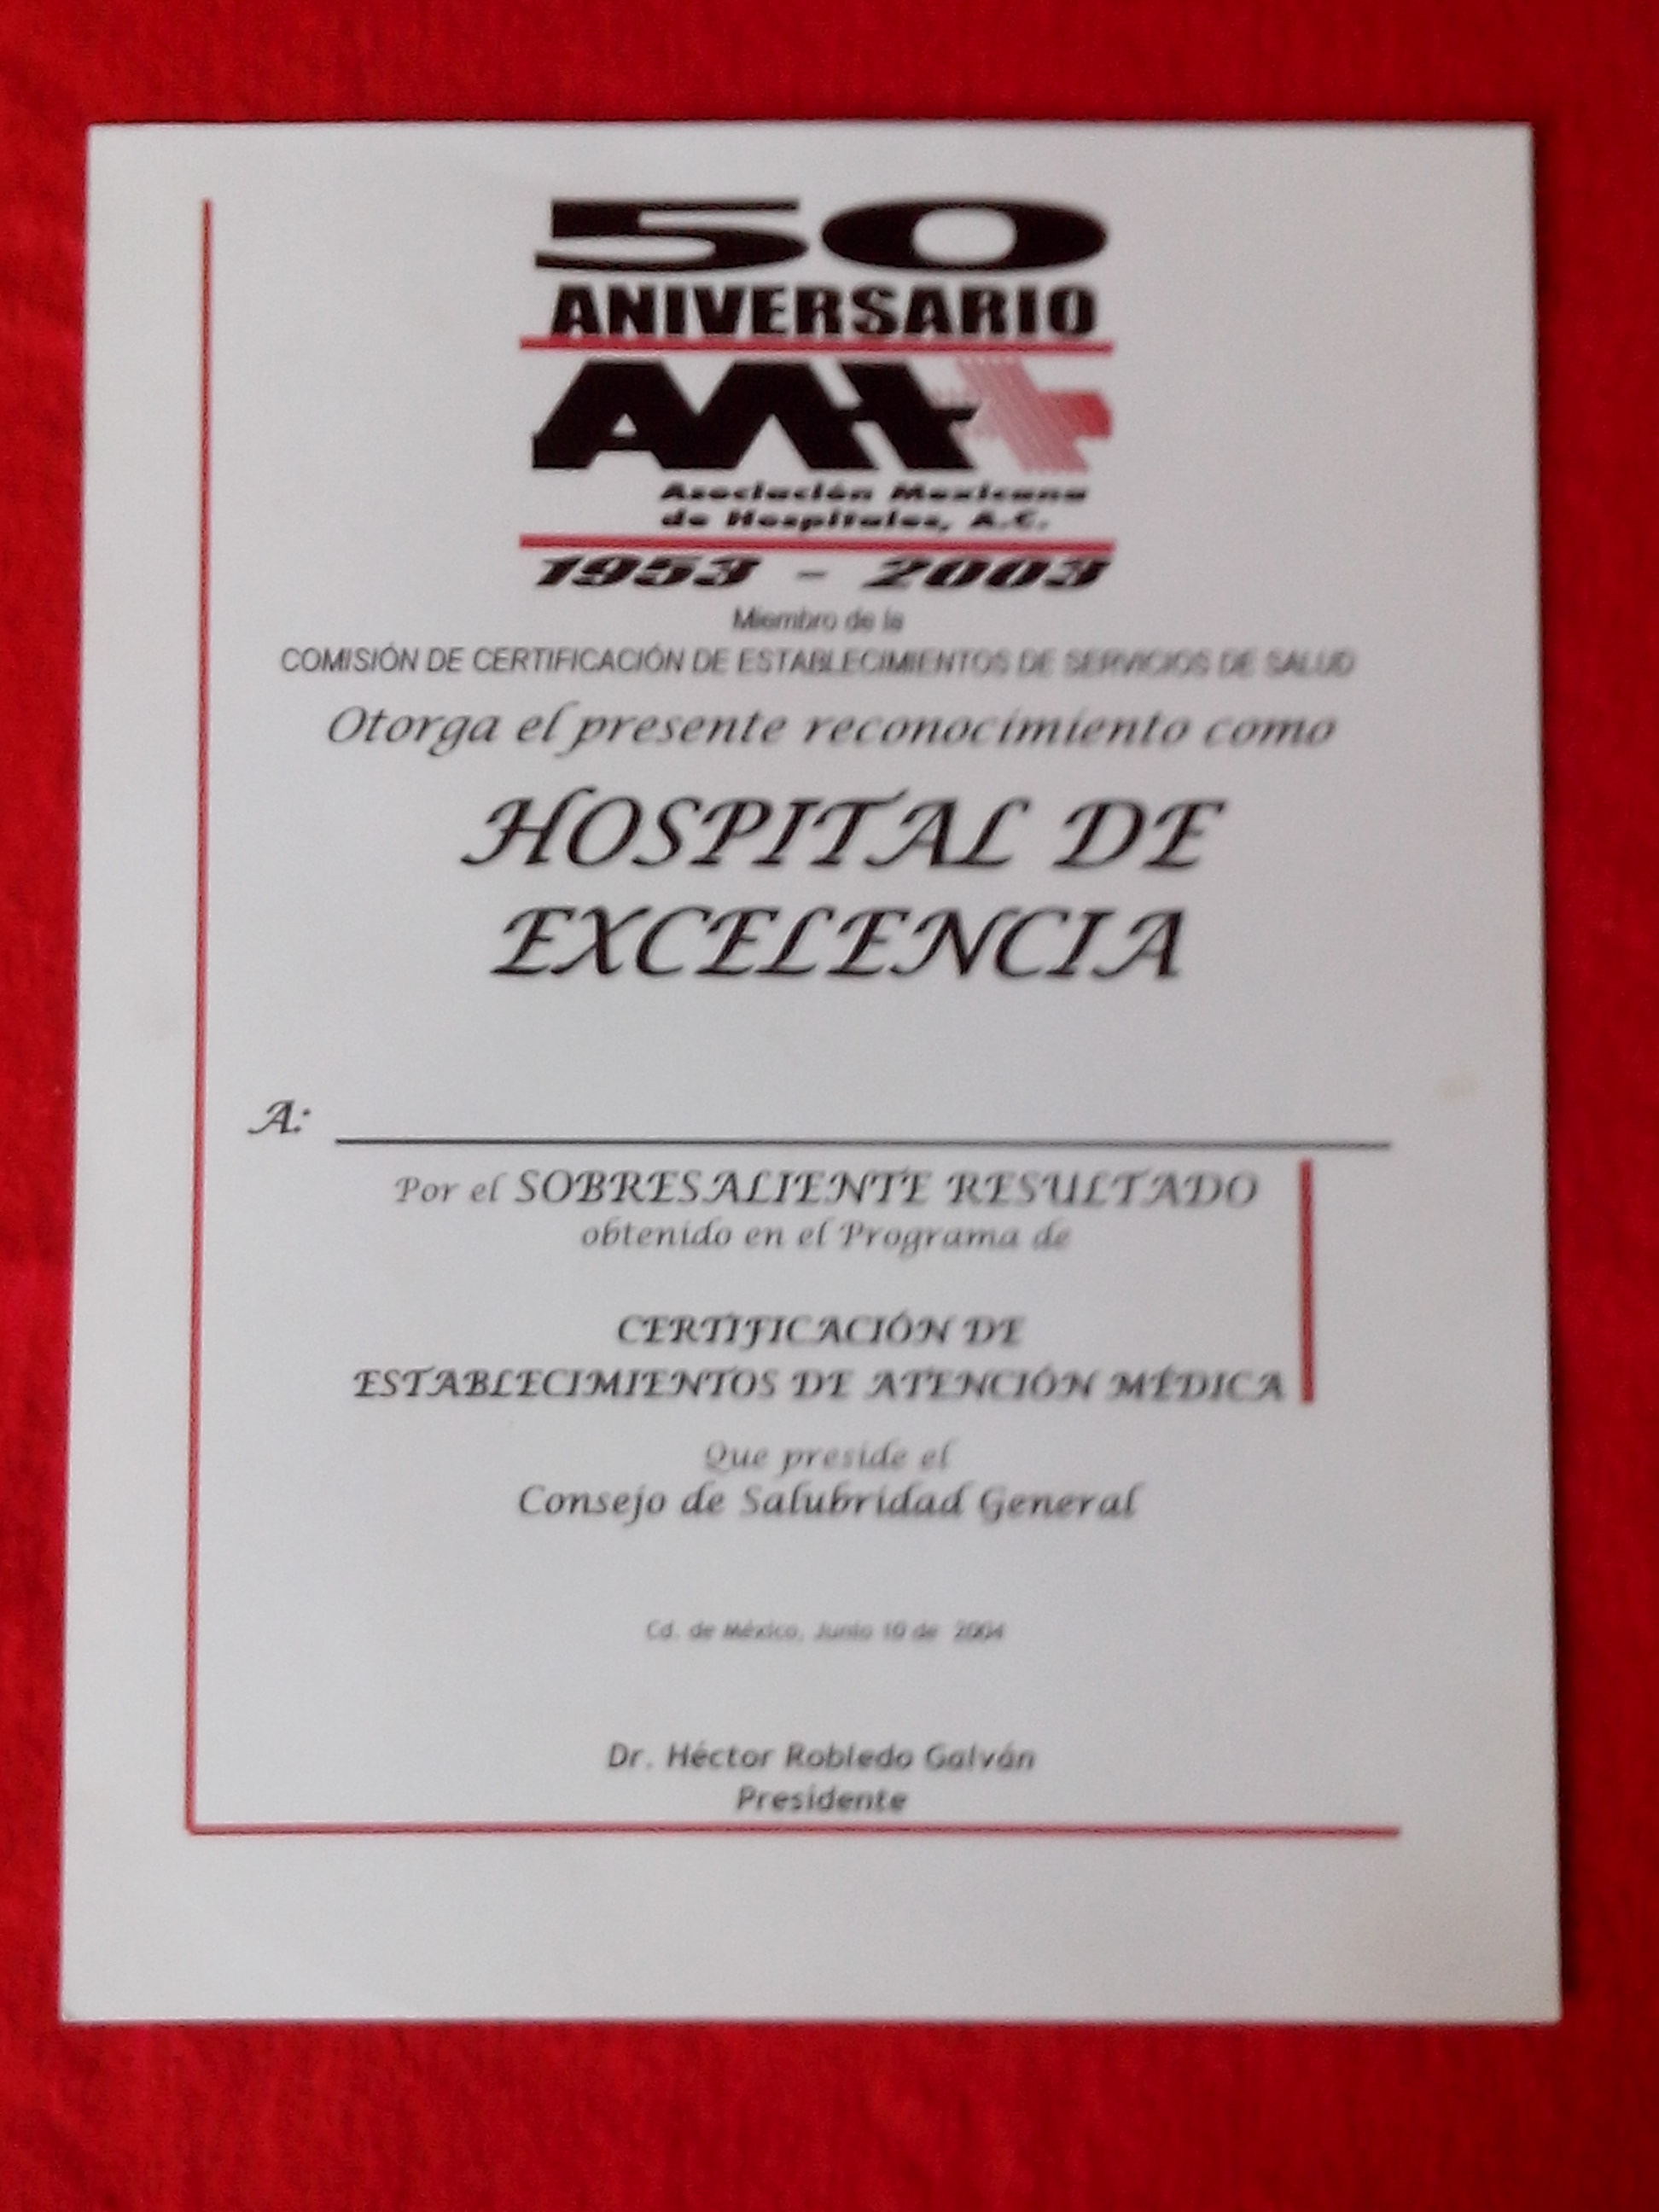 50
ANIVERSARIO
AMH
Asociación Mexicana
de Hospitales, A.C.
1953 - 2003
Miembro de la
COMISIÓN DE CERTIFICACIÓN DE ESTABLECIMIENTOS DE SERVICIOS DE SALUD
Otorga el presente reconocimiento como
HOSPITAL DE
EXCELENCIA
A:
Por el SOBRESALIENTE RESULTADO
obtenido en el Programa de
CERTIFICACIÓN DE
ESTABLECIMIENTOS DE ATENCIÓN MÉDICA
Que preside el
Consejo de Salubridad General
Cd. de México, Junio 10 de 2004
Dr. Héctor Robledo Galván
Presidente